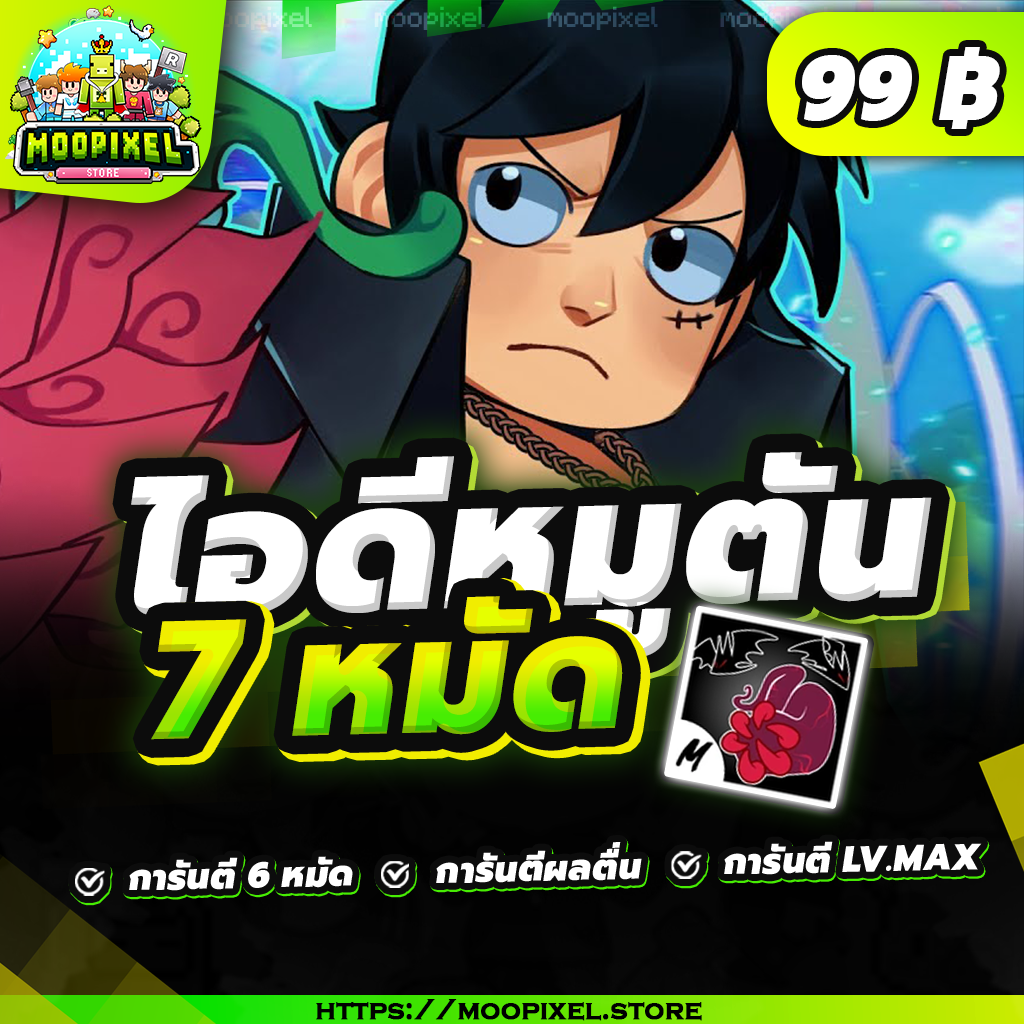 moopixel
moopixel
moopixel
R
MOOPIXEL
STORE
99 ฿
ไอดีหมูตัน
7 หมัด
M
การันตี 6 หมัด
การันตีผลตื่น
การันตี LV.MAX
HTTPS://MOOPIXEL.STORE